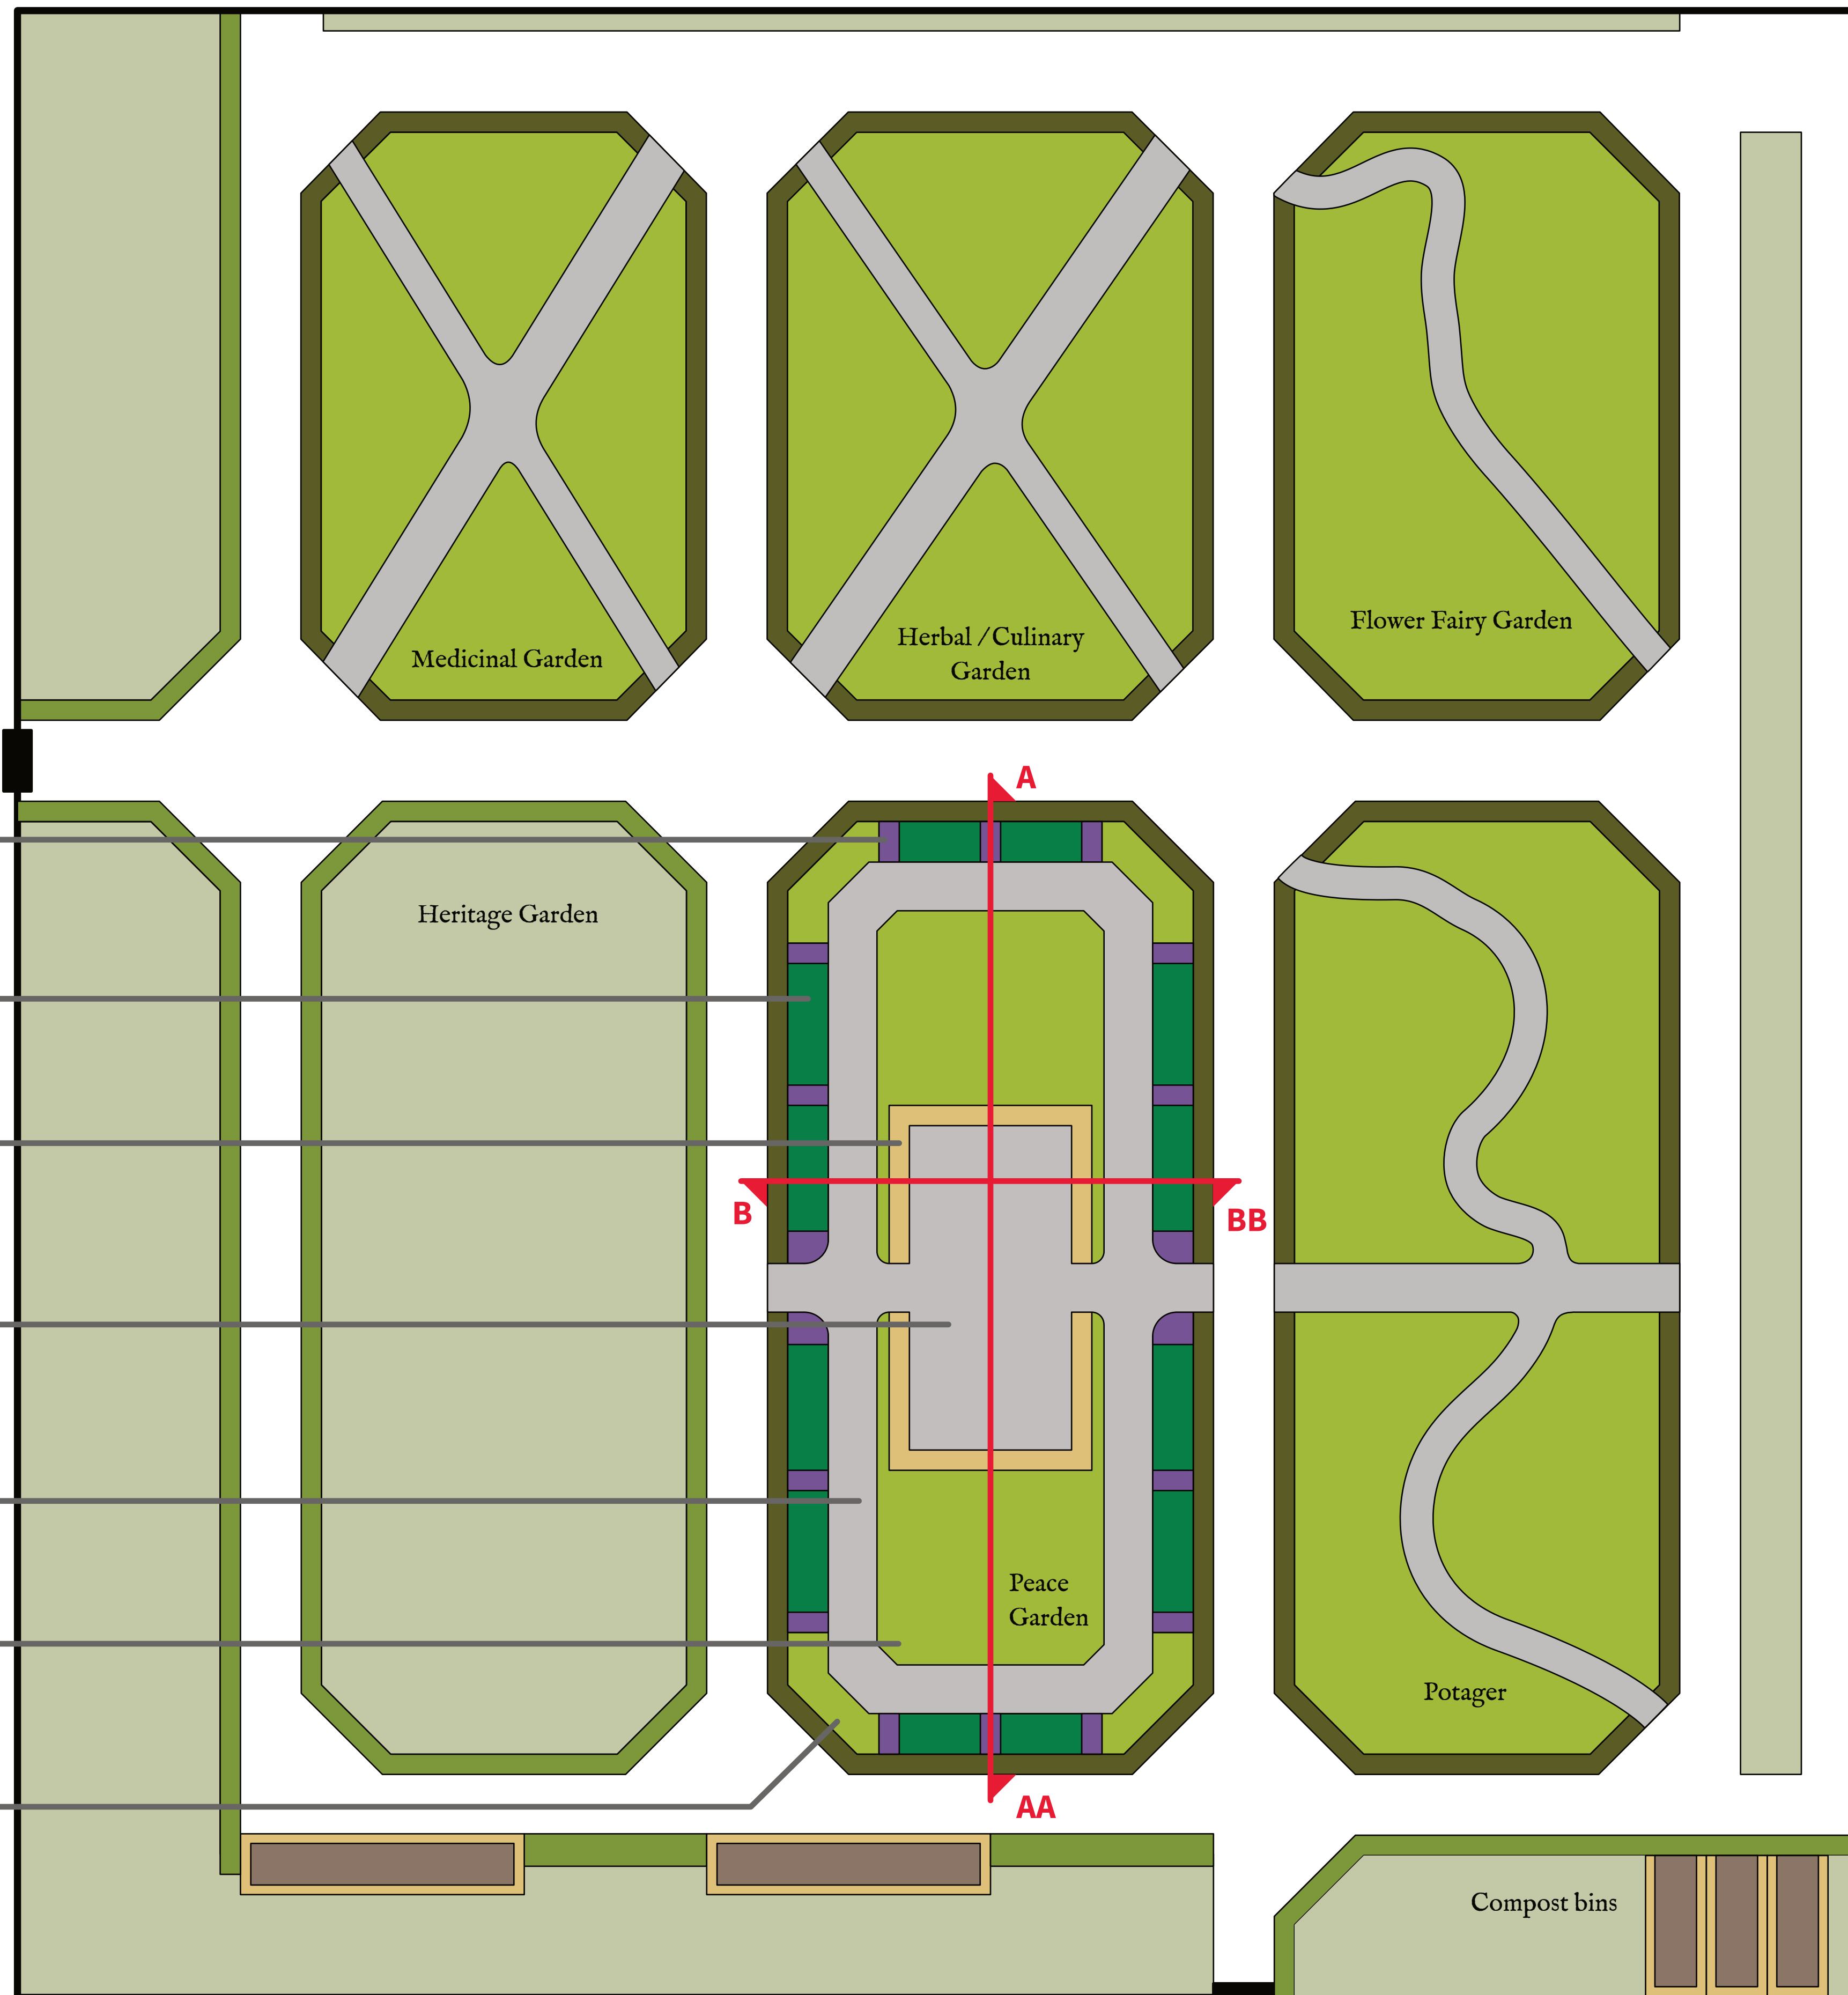 Medicinal Garden
Herbal /Culinary
Garden
Flower Fairy Garden
A
Heritage Garden
B
BB
Peace
Garden
Potager
AA
Compost bins